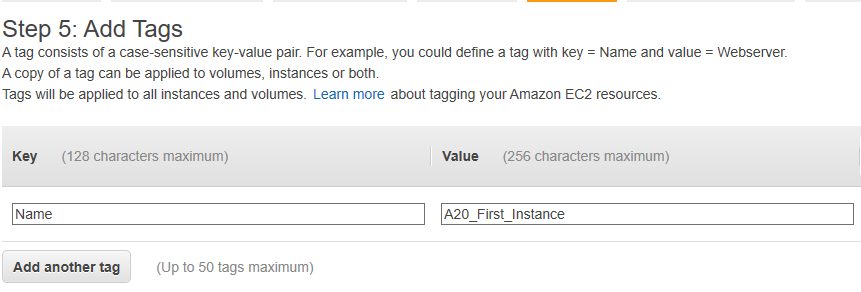 Step 5: Add Tags
A tag consists of a case-sensitive key-value pair. For example, you could define a tag with key = Name and value = Webserver.
A copy of a tag can be applied to volumes, instances or both.
Tags will be applied to all instances and volumes. Learn more about tagging your Amazon EC2 resources.
Key (128 characters maximum) Value (256 characters maximum)
Name A20_First_Instance
Add another tag (Up to 50 tags maximum)